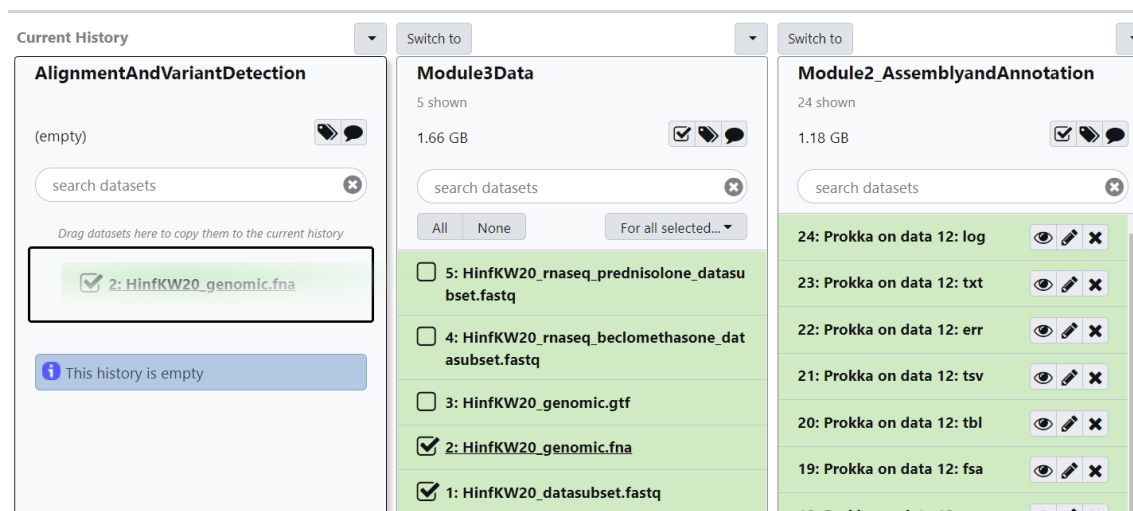 Current History
AlignmentAndVariantDetection
(empty)
search datasets
Drag datasets here to copy them to the current history
2: HinfKW20_genomic.fna
This history is empty
Switch to
Module3Data
5 shown
1.66 GB
search datasets
All
None
For all selected...
5: HinfKW20_rnaseq_prednisolone_datasu
bset.fastq
4: HinfKW20_rnaseq_beclomethasone_dat
asubset.fastq
3: HinfKW20_genomic.gtf
2: HinfKW20_genomic.fna
1: HinfKW20_datasubset.fastq
Switch to
Module2_AssemblyandAnnotation
24 shown
1.18 GB
search datasets
24: Prokka on data 12: log
23: Prokka on data 12: txt
22: Prokka on data 12: err
21: Prokka on data 12: tsv
20: Prokka on data 12: tbl
19: Prokka on data 12: fsa